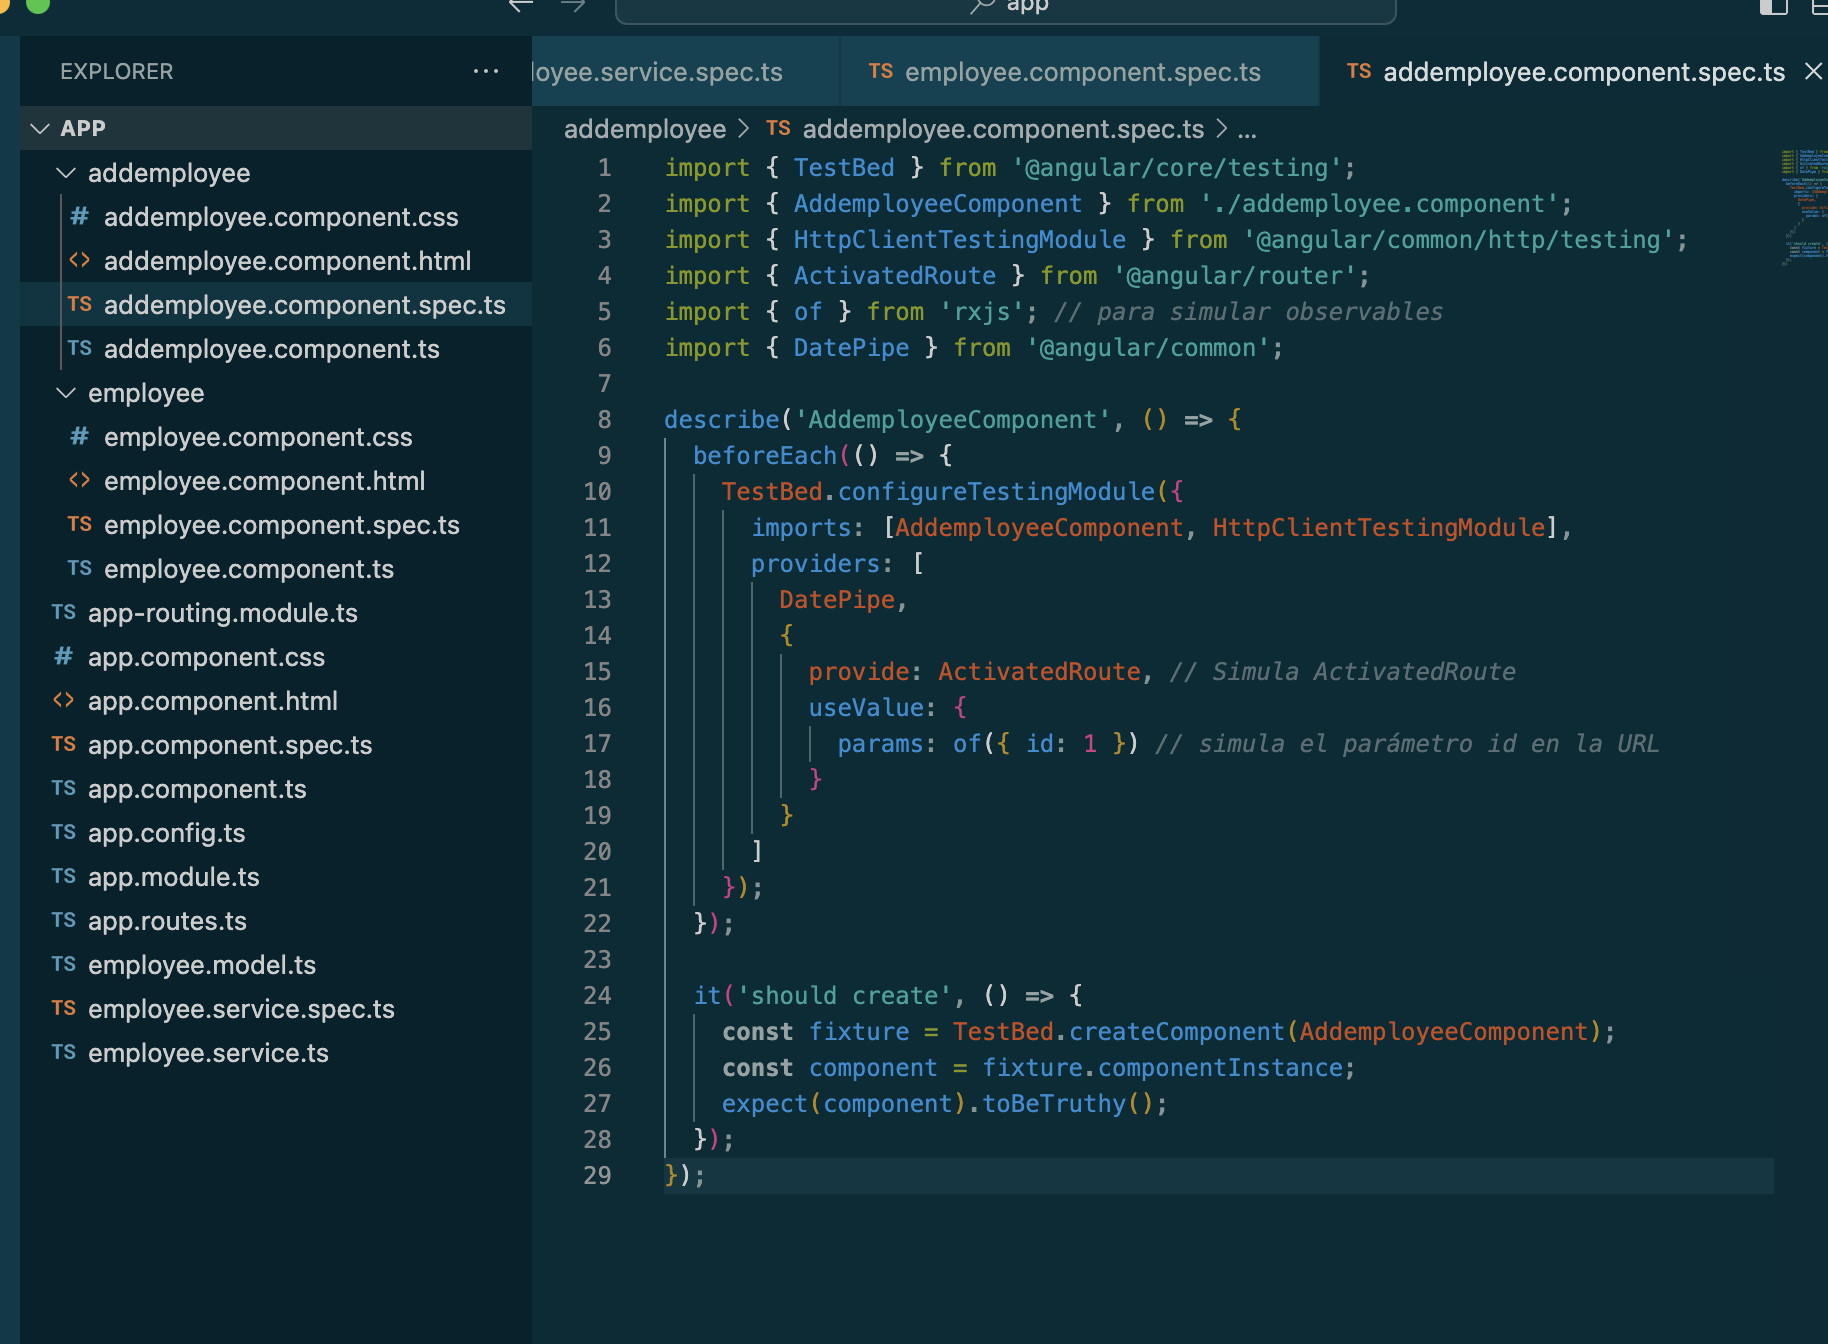 app
EXPLORER
...
APP
addemployee
# addemployee.component.css
<> addemployee.component.html
TS addemployee.component.spec.ts
TS addemployee.component.ts
employee
# employee.component.css
<> employee.component.html
TS employee.component.spec.ts
TS employee.component.ts
TS app-routing.module.ts
# app.component.css
<> app.component.html
TS app.component.spec.ts
TS app.component.ts
TS app.config.ts
TS app.module.ts
TS app.routes.ts
TS employee.model.ts
TS employee.service.spec.ts
TS employee.service.ts
loyee.service.spec.ts
TS employee.component.spec.ts
TS addemployee.component.spec.ts
addemployee > TS addemployee.component.spec.ts > ...
1 import { TestBed } from '@angular/core/testing';
2 import { AddemployeeComponent } from './addemployee.component';
3 import { HttpClientTestingModule } from '@angular/common/http/testing';
4 import { ActivatedRoute } from '@angular/router';
5 import { of } from 'rxjs'; // para simular observables
6 import { DatePipe } from '@angular/common';
7
8 describe('AddemployeeComponent', () => {
9   beforeEach(() => {
10     TestBed.configureTestingModule({
11       imports: [AddemployeeComponent, HttpClientTestingModule],
12       providers: [
13         DatePipe,
14         {
15           provide: ActivatedRoute, // Simula ActivatedRoute
16           useValue: {
17             params: of({ id: 1 }) // simula el parámetro id en la URL
18           }
19         }
20       ]
21     });
22   });
23
24   it('should create', () => {
25     const fixture = TestBed.createComponent(AddemployeeComponent);
26     const component = fixture.componentInstance;
27     expect(component).toBeTruthy();
28   });
29 });